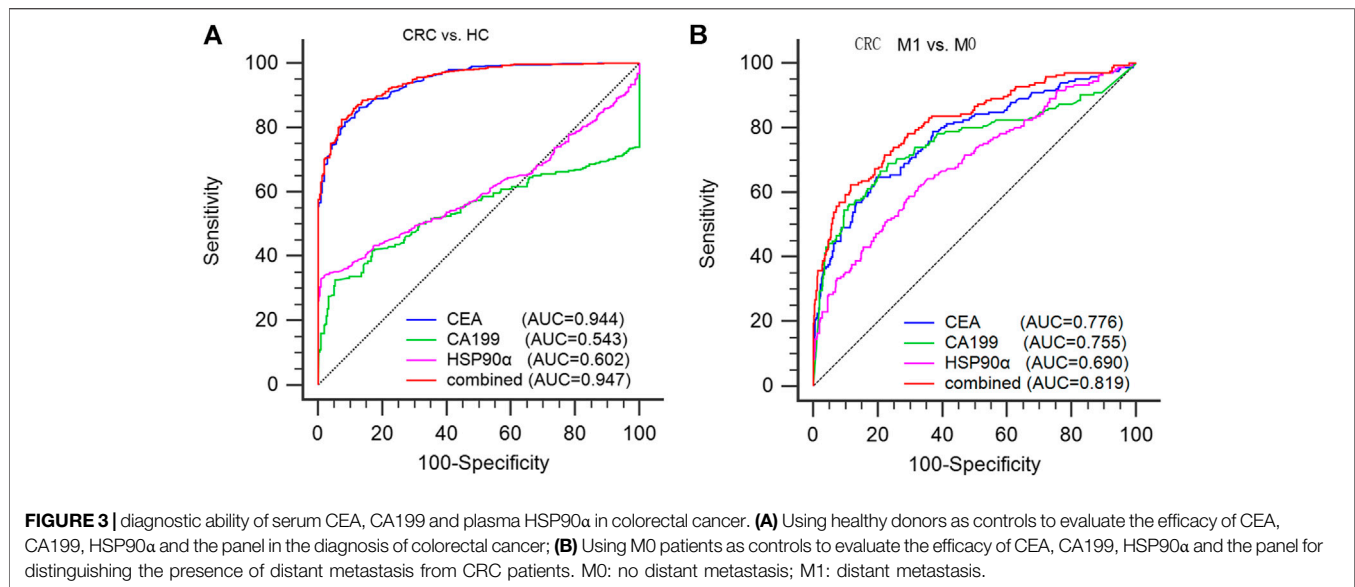 A
CRC vs. HC
100
80
60
40
20
0
Sensitivity
CEA (AUC=0.944)
CA199 (AUC=0.543)
HSP90α (AUC=0.602)
combined (AUC=0.947)
0 20 40 60 80 100
100-Specificity
B
CRC M1 vs. M0
100
80
60
40
20
0
Sensitivity
CEA (AUC=0.776)
CA199 (AUC=0.755)
HSP90α (AUC=0.690)
combined (AUC=0.819)
0 20 40 60 80 100
100-Specificity
FIGURE 3 | diagnostic ability of serum CEA, CA199 and plasma HSP90α in colorectal cancer. (A) Using healthy donors as controls to evaluate the efficacy of CEA,
CA199, HSP90α and the panel in the diagnosis of colorectal cancer; (B) Using M0 patients as controls to evaluate the efficacy of CEA, CA199, HSP90α and the panel for
distinguishing the presence of distant metastasis from CRC patients. M0: no distant metastasis; M1: distant metastasis.